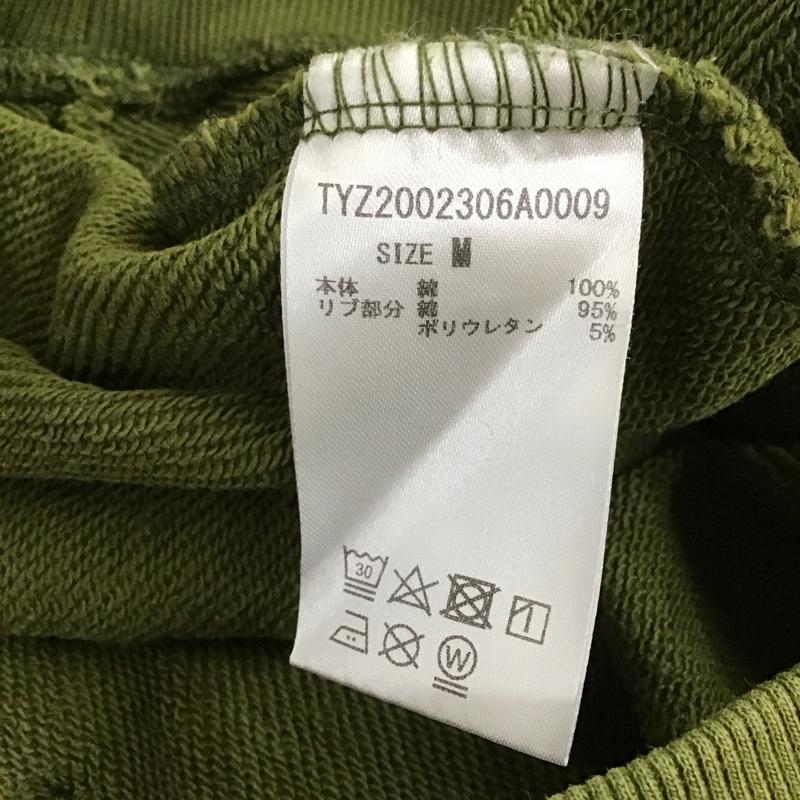 TYZ2002306A0009
SIZE M
本体 綿 100%
リブ部分 綿 95%
ポリウレタン 5%
30
W